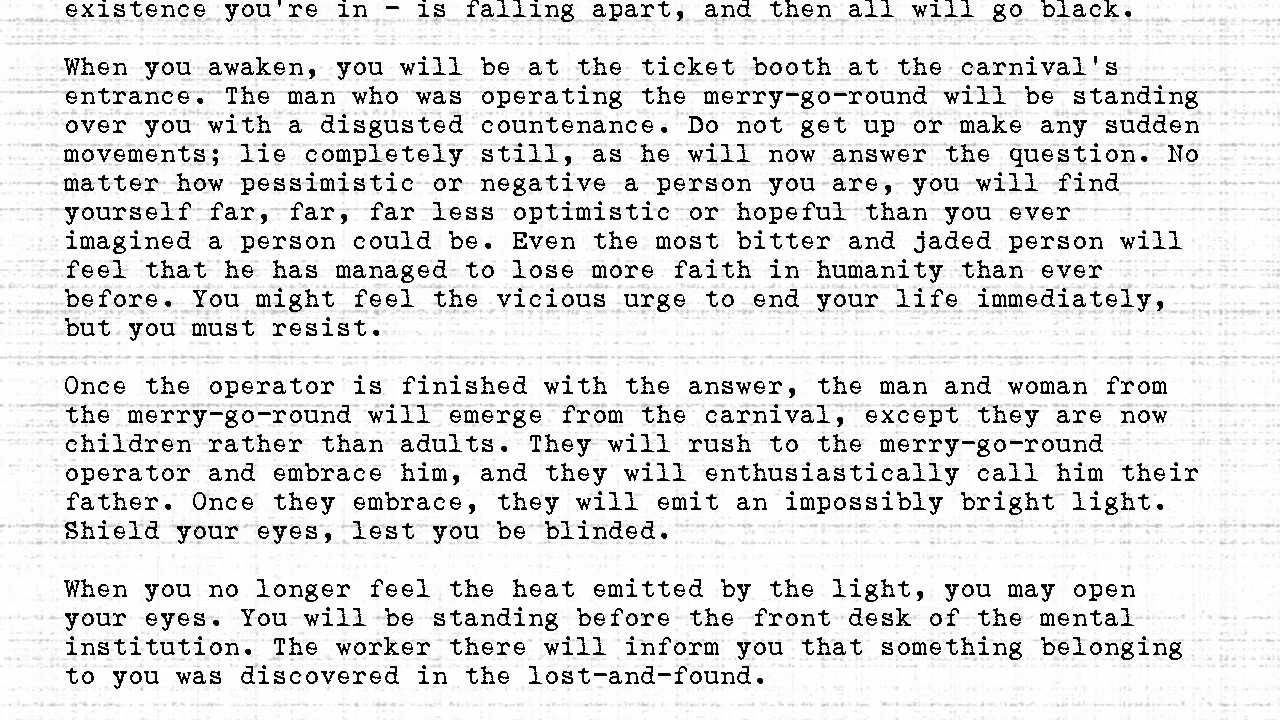 existence you're in - is falling apart, and then all will go black.
When you awaken, you will be at the ticket booth at the carnival's
entrance. The man who was operating the merry-go-round will be standing
over you with a disgusted countenance. Do not get up or make any sudden
movements; lie completely still, as he will now answer the question. No
matter how pessimistic or negative a person you are, you will find
yourself far, far, far less optimistic or hopeful than you ever
imagined a person could be. Even the most bitter and jaded person will
feel that he has managed to lose more faith in humanity than ever
before. You might feel the vicious urge to end your life immediately,
but you must resist.
Once the operator is finished with the answer, the man and woman from
the merry-go-round will emerge from the carnival, except they are now
children rather than adults. They will rush to the merry-go-round
operator and embrace him, and they will enthusiastically call him their
father. Once they embrace, they will emit an impossibly bright light.
Shield your eyes, lest you be blinded.
When you no longer feel the heat emitted by the light, you may open
your eyes. You will be standing before the front desk of the mental
institution. The worker there will inform you that something belonging
to you was discovered in the lost-and-found.